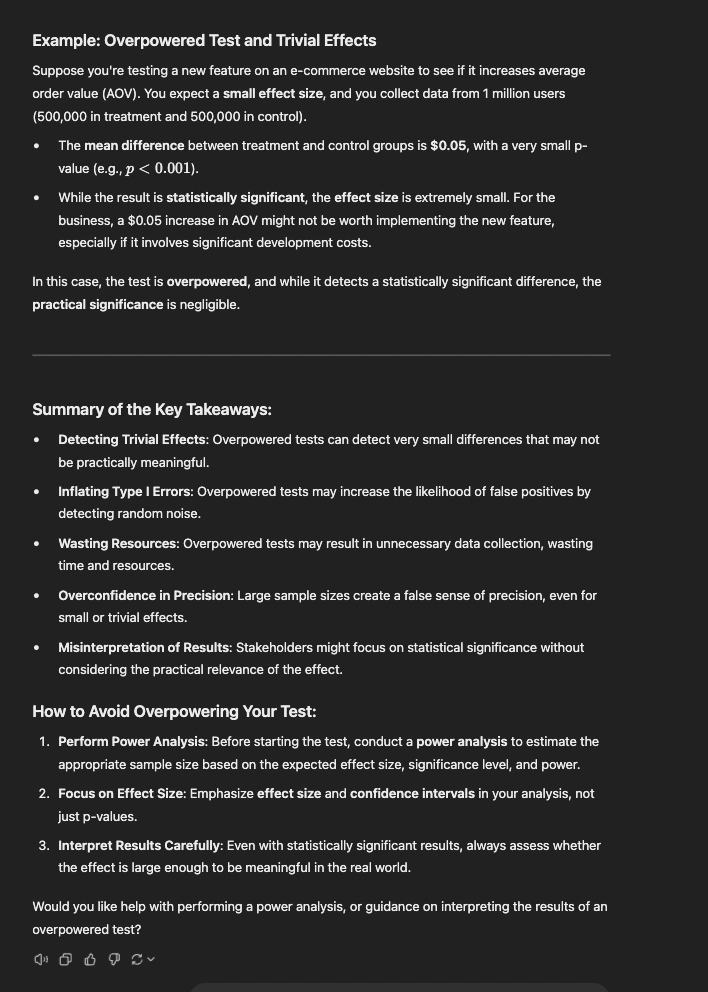 Example: Overpowered Test and Trivial Effects
Suppose you're testing a new feature on an e-commerce website to see if it increases average
order value (AOV). You expect a small effect size, and you collect data from 1 million users
(500,000 in treatment and 500,000 in control).
• The mean difference between treatment and control groups is $0.05, with a very small p-
value (e.g., p < 0.001).
• While the result is statistically significant, the effect size is extremely small. For the
business, a $0.05 increase in AOV might not be worth implementing the new feature,
especially if it involves significant development costs.
In this case, the test is overpowered, and while it detects a statistically significant difference, the
practical significance is negligible.
Summary of the Key Takeaways:
• Detecting Trivial Effects: Overpowered tests can detect very small differences that may not
be practically meaningful.
• Inflating Type I Errors: Overpowered tests may increase the likelihood of false positives by
detecting random noise.
• Wasting Resources: Overpowered tests may result in unnecessary data collection, wasting
time and resources.
• Overconfidence in Precision: Large sample sizes create a false sense of precision, even for
small or trivial effects.
• Misinterpretation of Results: Stakeholders might focus on statistical significance without
considering the practical relevance of the effect.
How to Avoid Overpowering Your Test:
1. Perform Power Analysis: Before starting the test, conduct a power analysis to estimate the
appropriate sample size based on the expected effect size, significance level, and power.
2. Focus on Effect Size: Emphasize effect size and confidence intervals in your analysis, not
just p-values.
3. Interpret Results Carefully: Even with statistically significant results, always assess whether
the effect is large enough to be meaningful in the real world.
Would you like help with performing a power analysis, or guidance on interpreting the results of an
overpowered test?